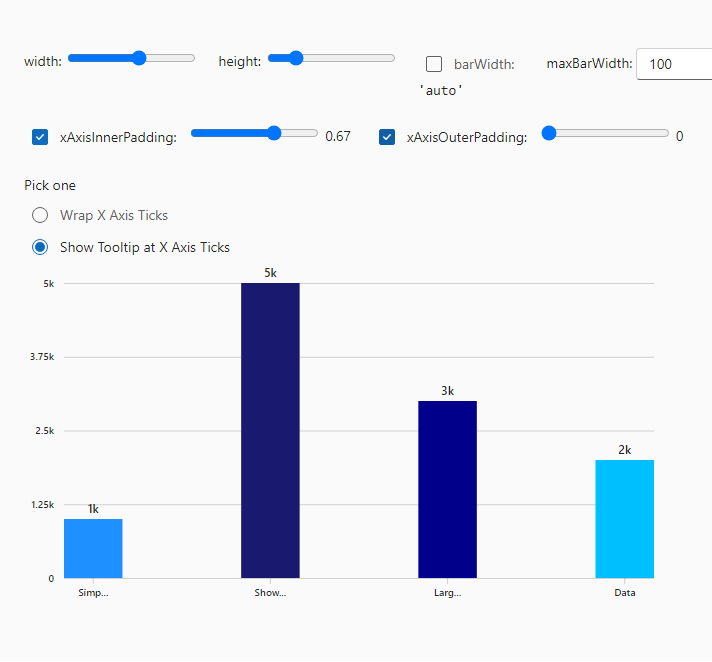 width:
height:
barWidth:
maxBarWidth: 100
'auto'
xAxisInnerPadding: 0.67
xAxisOuterPadding: 0
Pick one
Wrap X Axis Ticks
Show Tooltip at X Axis Ticks
5k
5k
3.75k
3k
2.5k
2k
1.25k
1k
0
Simp...
Show...
Larg...
Data